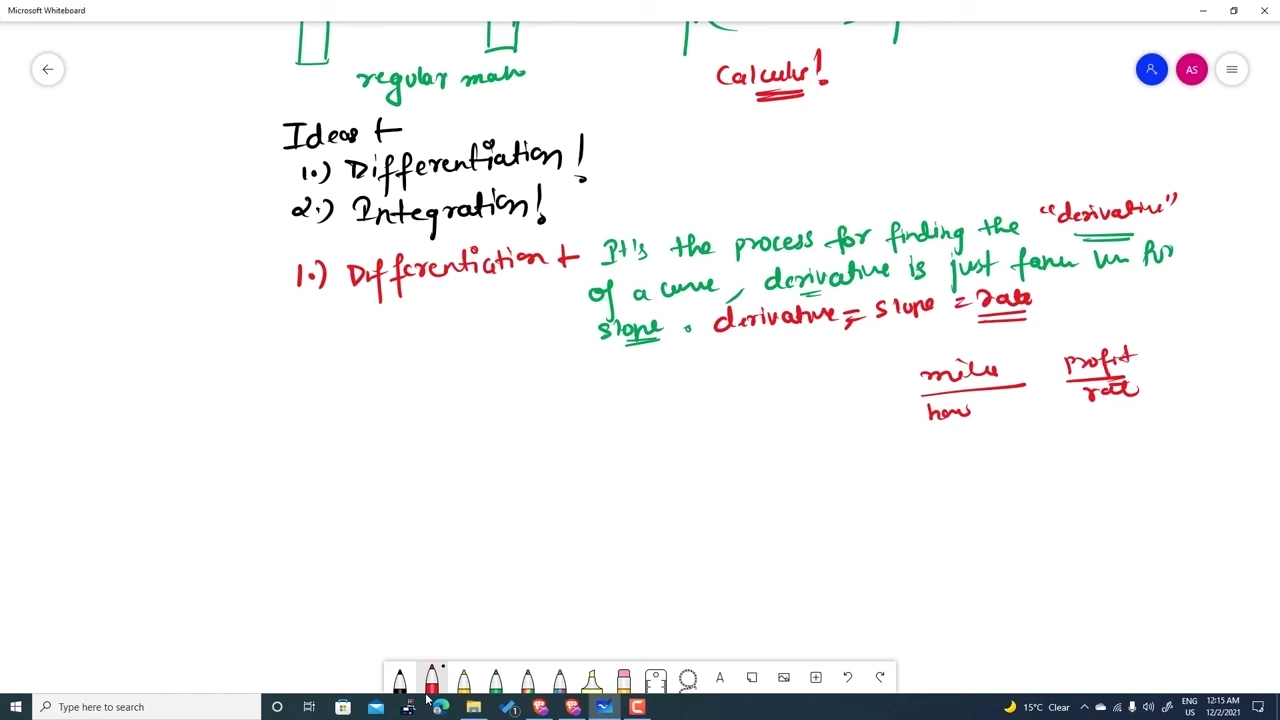 Microsoft Whiteboard
regular math
Calculus!
AS
Ideas
1.) Differentiation!
2.) Integration!
1.) Differentiation It's the process for finding the "derivative"
of a curve, derivative is just for
slope. derivative = slope = rate
miles
profit
hour
rate
A
Type here to search
15°C Clear
ENG
US
12:15 AM
12/2/2021